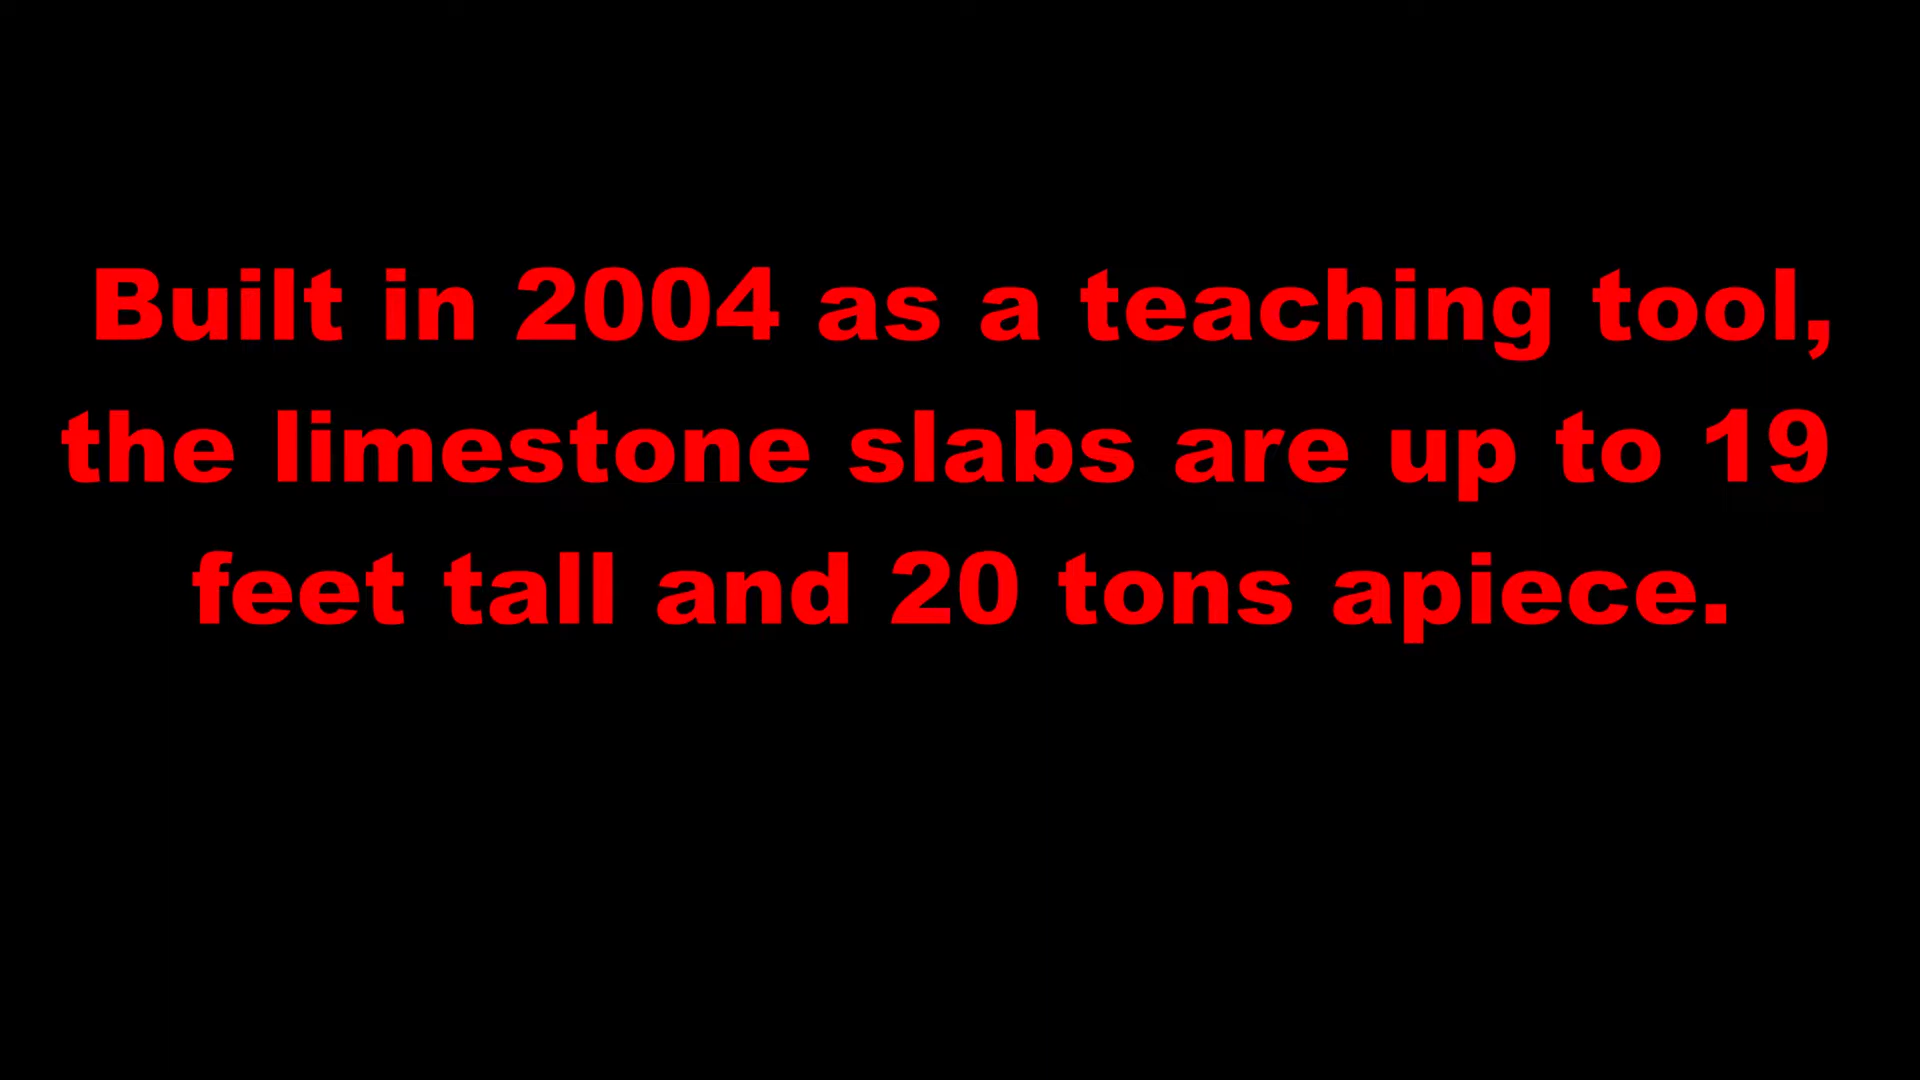 Built in 2004 as a teaching tool,
the limestone slabs are up to 19
feet tall and 20 tons apiece.